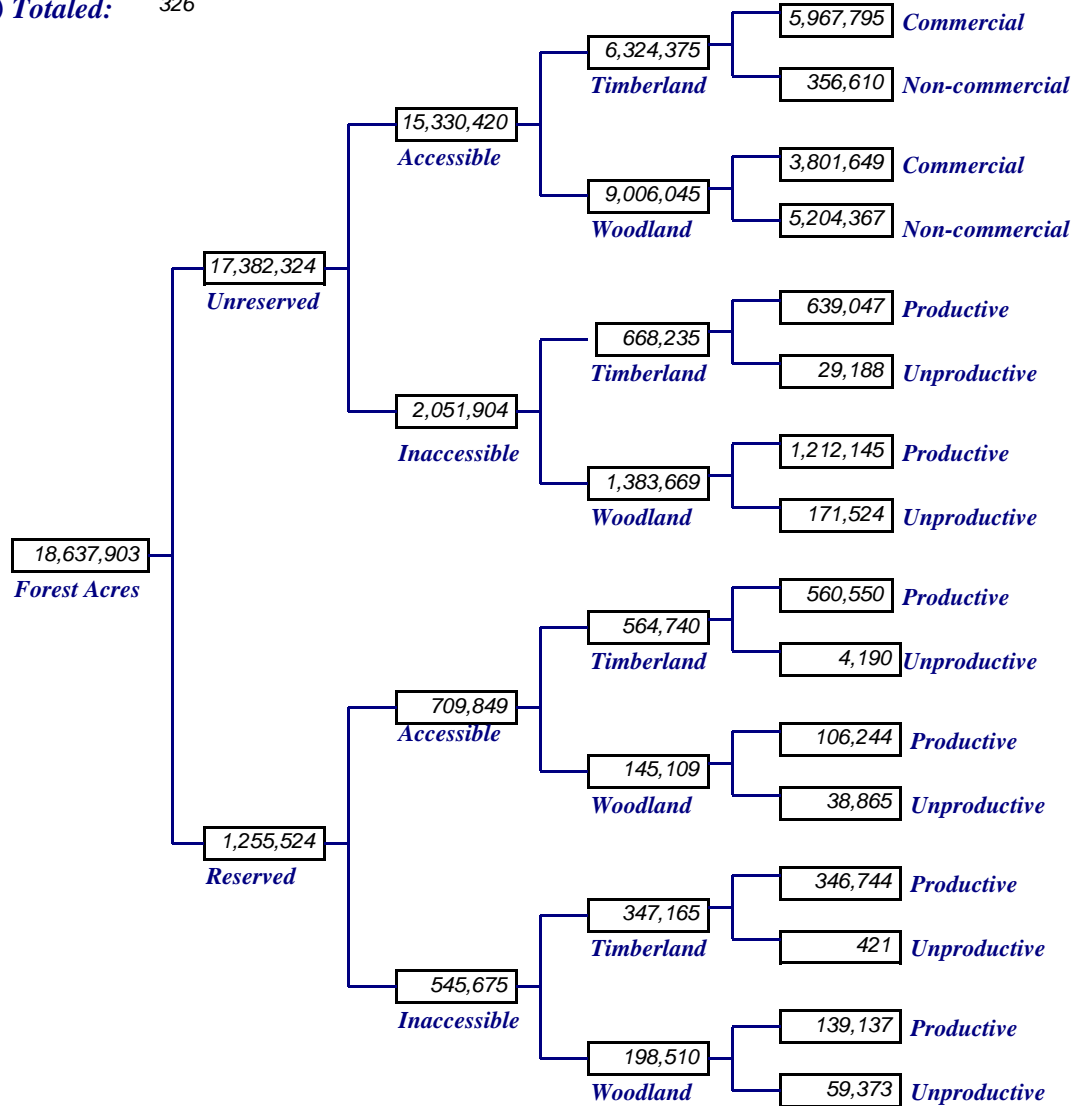 ) Totaled: 326
5,967,795 Commercial
6,324,375
Timberland
356,610 Non-commercial
15,330,420
Accessible
3,801,649 Commercial
9,006,045
Woodland
5,204,367 Non-commercial
17,382,324
Unreserved
639,047 Productive
668,235
Timberland
29,188 Unproductive
2,051,904
Inaccessible
1,212,145 Productive
1,383,669
Woodland
171,524 Unproductive
18,637,903
Forest Acres
560,550 Productive
564,740
Timberland
4,190 Unproductive
709,849
Accessible
106,244 Productive
145,109
Woodland
38,865 Unproductive
1,255,524
Reserved
346,744 Productive
347,165
Timberland
421 Unproductive
545,675
Inaccessible
139,137 Productive
198,510
Woodland
59,373 Unproductive